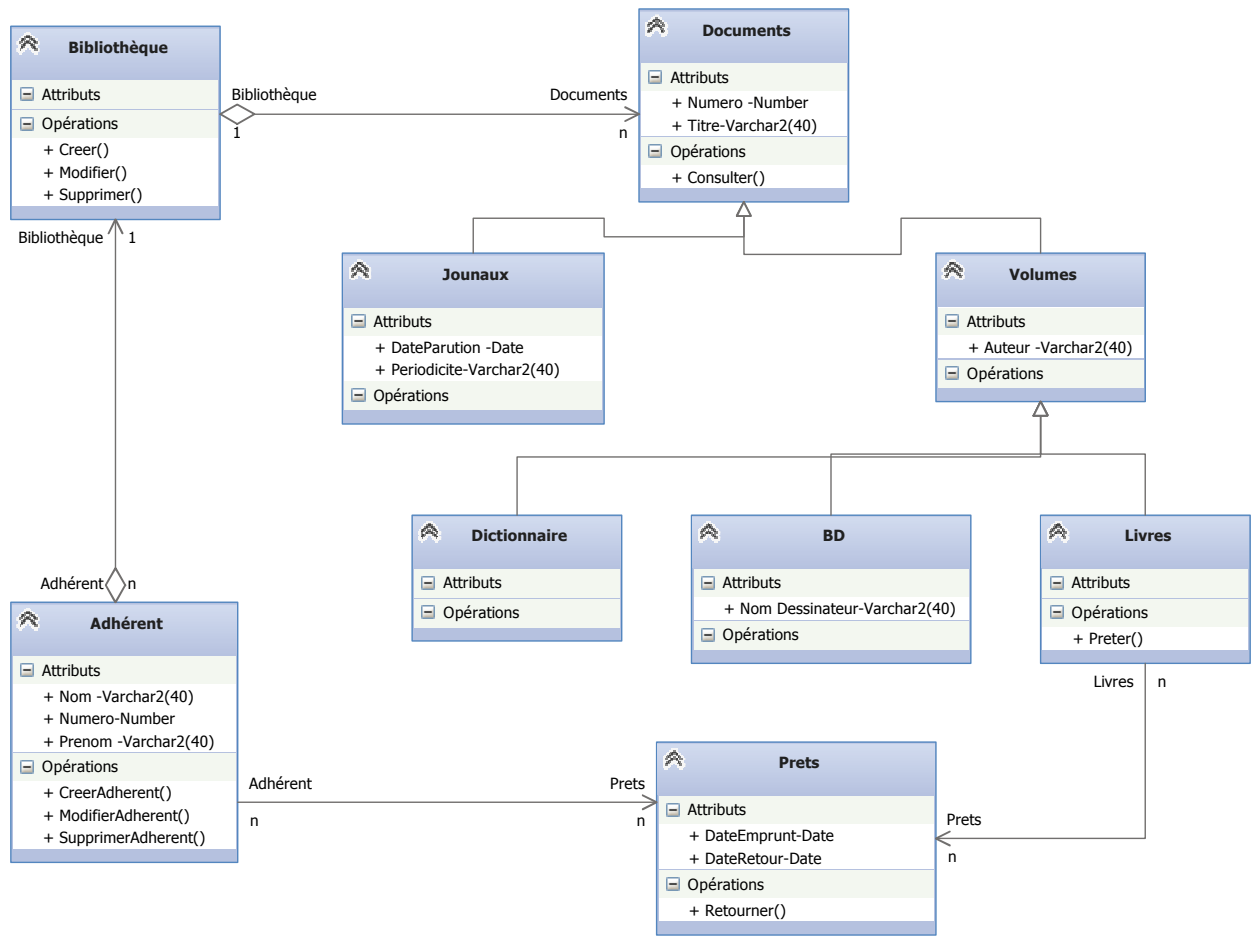 Bibliothèque
Attributs
Opérations
+ Creer()
+ Modifier()
+ Supprimer()
Bibliothèque
1
Documents
n
Documents
Attributs
+ Numero -Number
+ Titre-Varchar2(40)
Opérations
+ Consulter()
Bibliothèque
1
Jounaux
Attributs
+ DateParution -Date
+ Periodicite-Varchar2(40)
Opérations
Volumes
Attributs
+ Auteur -Varchar2(40)
Opérations
Dictionnaire
Attributs
Opérations
BD
Attributs
+ Nom Dessinateur-Varchar2(40)
Opérations
Livres
Attributs
Opérations
+ Preter()
Adhérent
n
Adhérent
Attributs
+ Nom -Varchar2(40)
+ Numero-Number
+ Prenom -Varchar2(40)
Opérations
+ CreerAdherent()
+ ModifierAdherent()
+ SupprimerAdherent()
Adhérent
n
Prets
n
Livres
n
Prets
Attributs
+ DateEmprunt-Date
+ DateRetour-Date
Opérations
+ Retourner()
Prets
n